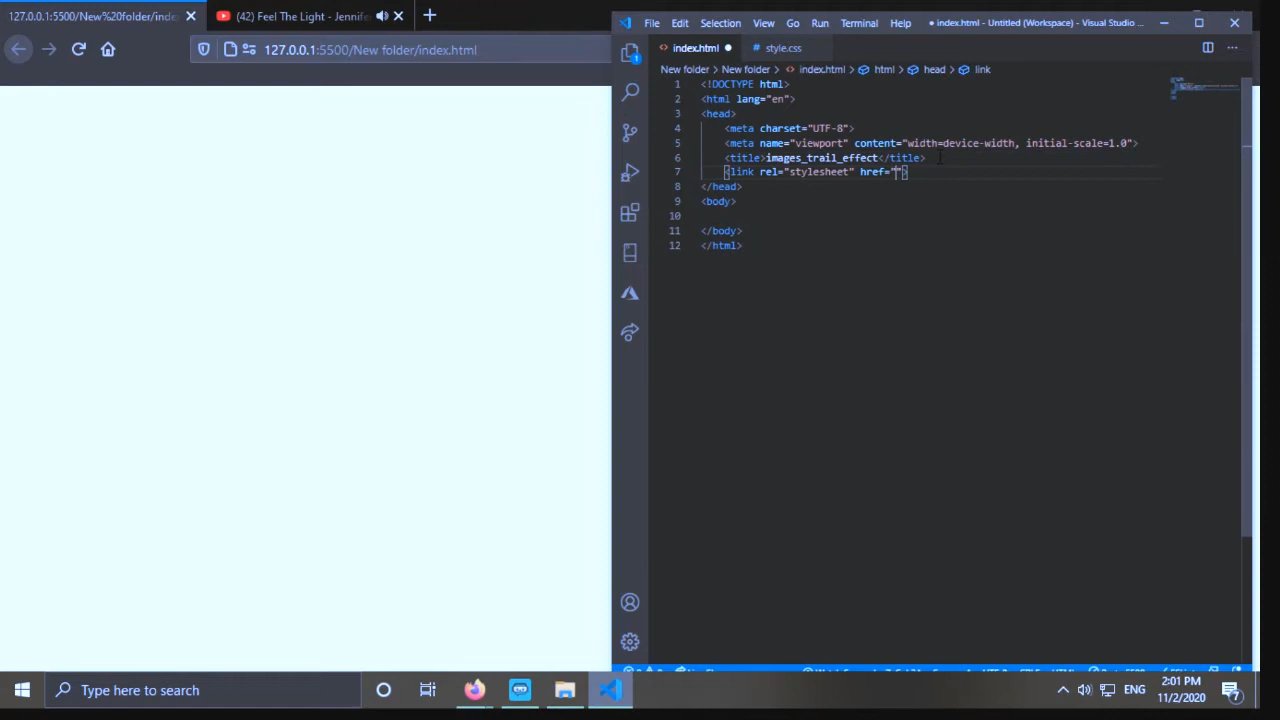 127.0.0.1:5500/New%20folder/index
(42) Feel The Light - Jennife
127.0.0.1:5500/New folder/index.html
File Edit Selection View Go Run Terminal Help
● index.html - Untitled (Workspace) - Visual Studio ...
index.html
style.css
New folder > New folder > index.html > html > head > link
1 <!DOCTYPE html>
2 <html lang="en">
3 <head>
4 <meta charset="UTF-8">
5 <meta name="viewport" content="width=device-width, initial-scale=1.0">
6 <title>images_trail_effect</title>
7 <link rel="stylesheet" href="">
8 </head>
9 <body>
10
11 </body>
12 </html>
1
Type here to search
ENG
2:01 PM
11/2/2020
7